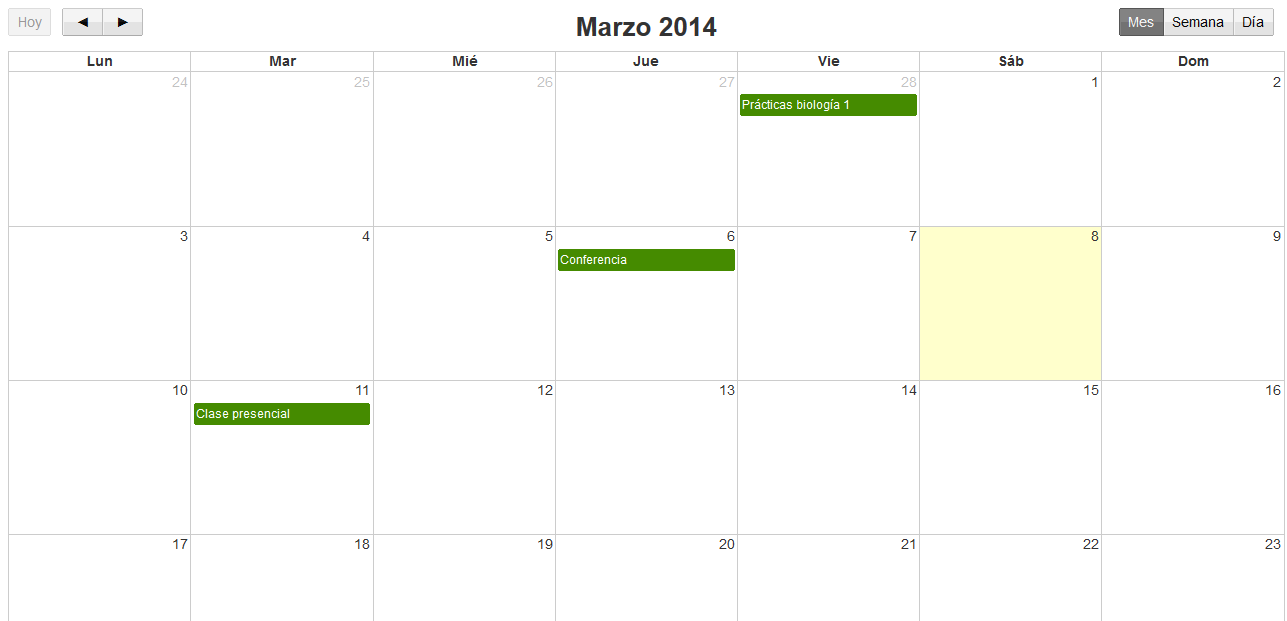 Hoy ◄ ► Marzo 2014 Mes Semana Día
Lun Mar Mié Jue Vie Sáb Dom
24 25 26 27 28 1 2
Prácticas biología 1
3 4 5 6 7 8 9
Conferencia
10 11 12 13 14 15 16
Clase presencial
17 18 19 20 21 22 23